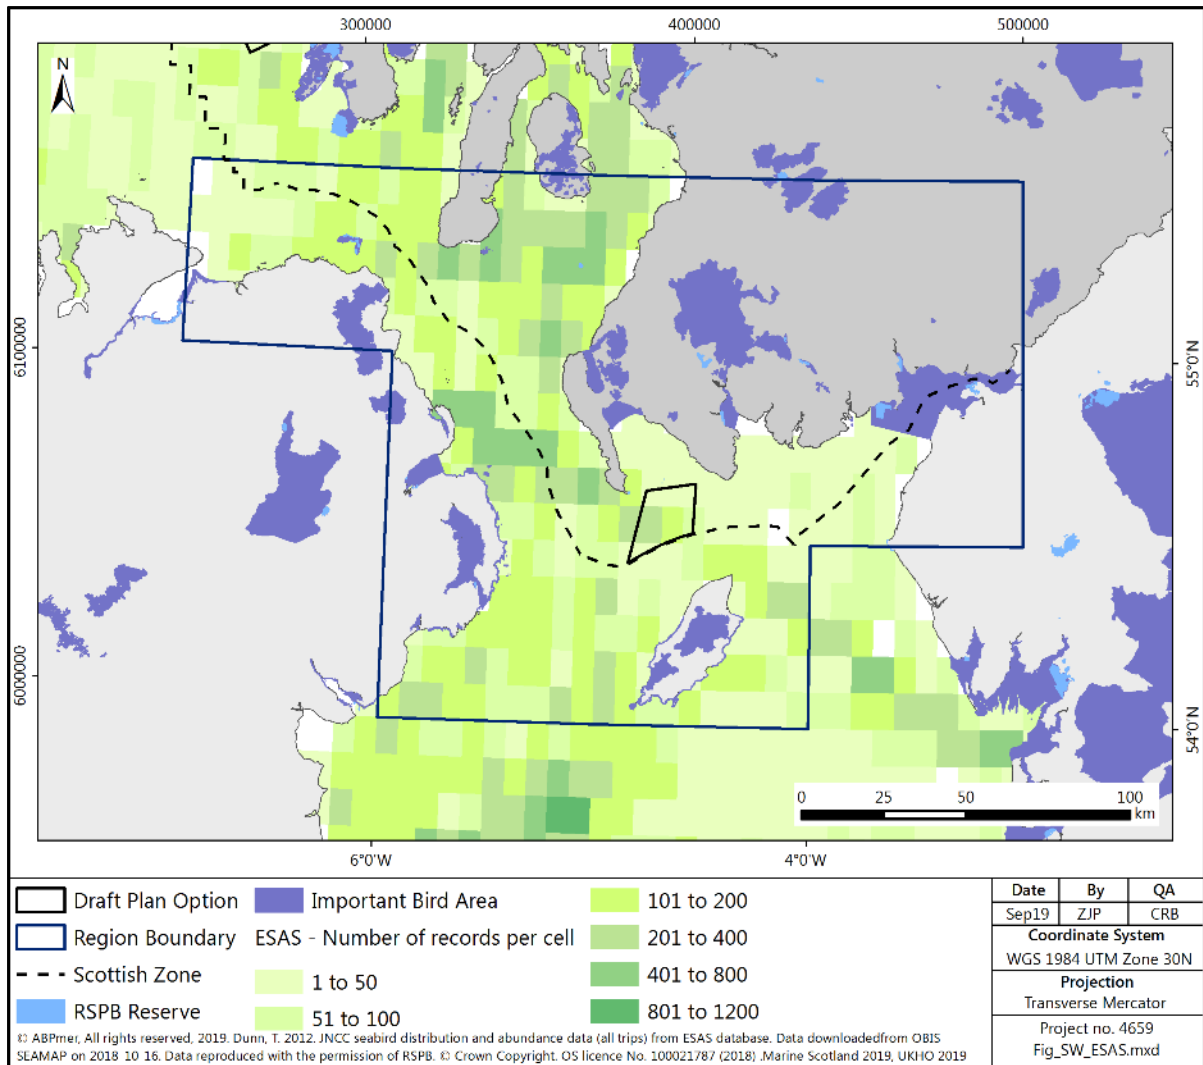 300000
400000
500000
N
6100000
6000000
55°0'N
54°0'N
0
25
50
100
km
6°0'W
4°0'W
Draft Plan Option
Region Boundary
Scottish Zone
RSPB Reserve
Important Bird Area
ESAS - Number of records per cell
1 to 50
51 to 100
101 to 200
201 to 400
401 to 800
801 to 1200
Date By QA
Sep19 ZJP CRB
Coordinate System
WGS 1984 UTM Zone 30N
Projection
Transverse Mercator
Project no. 4659
Fig_SW_ESAS.mxd
© ABPmer, All rights reserved, 2019. Dunn, T. 2012. JNCC seabird distribution and abundance data (all trips) from ESAS database. Data downloadedfrom OBIS
SEAMAP on 2018 10 16. Data reproduced with the permission of RSPB. © Crown Copyright. OS licence No. 100021787 (2018) .Marine Scotland 2019, UKHO 2019